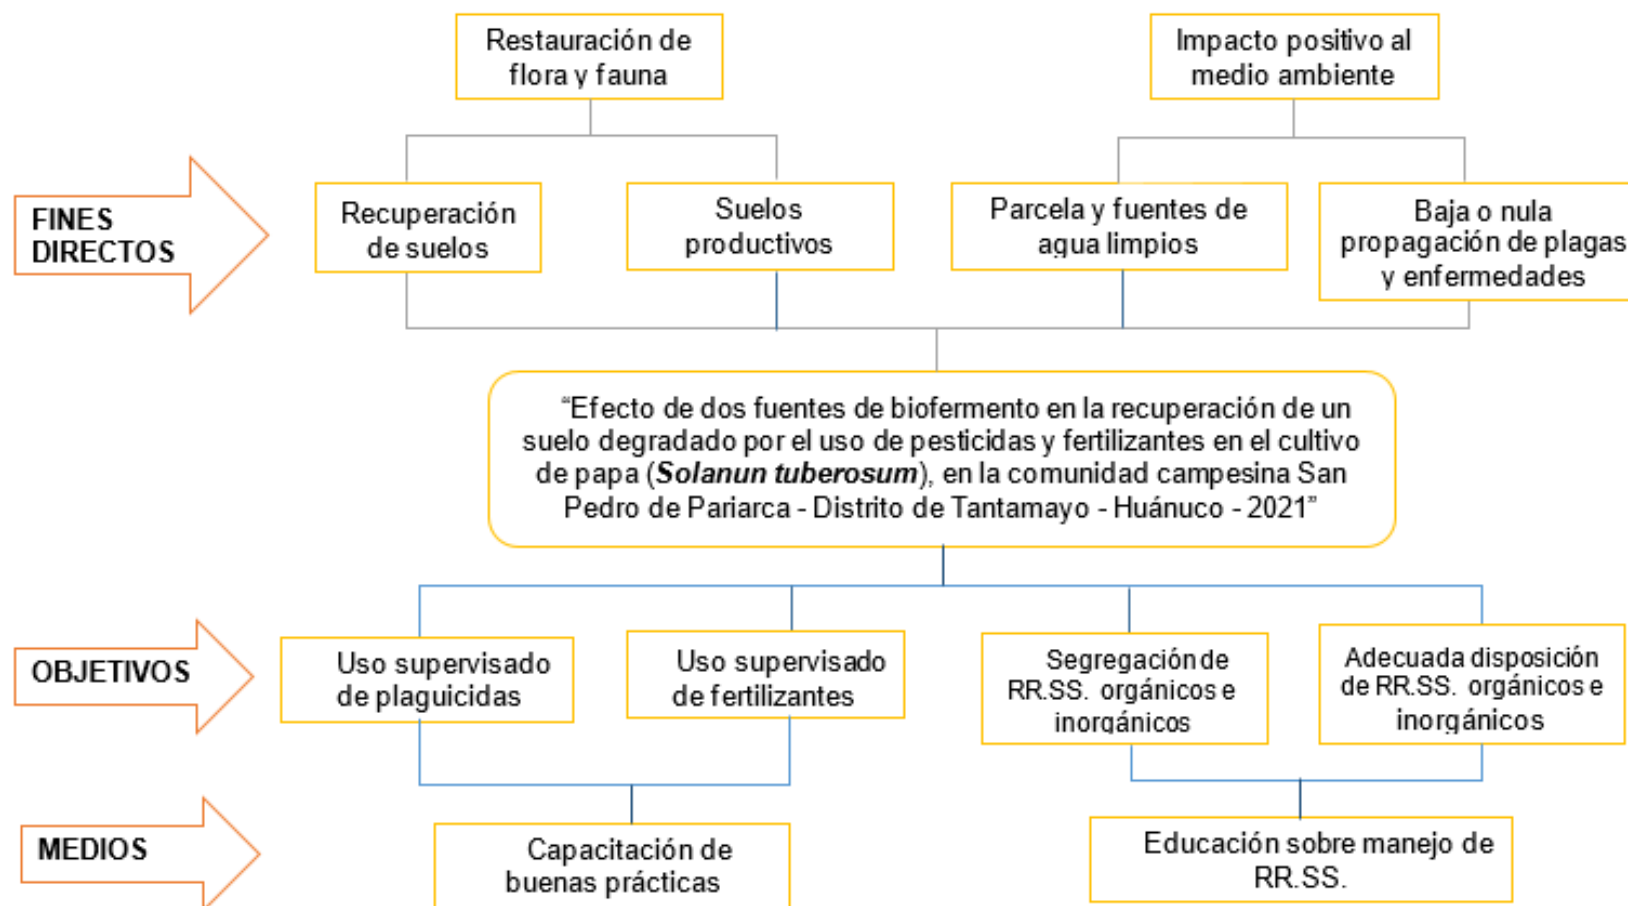 Restauración de
flora y fauna
Impacto positivo al
medio ambiente
FINES
DIRECTOS
Recuperación
de suelos
Suelos
productivos
Parcela y fuentes de
agua limpios
Baja o nula
propagación de plagas
y enfermedades
“Efecto de dos fuentes de biofermento en la recuperación de un
suelo degradado por el uso de pesticidas y fertilizantes en el cultivo
de papa (Solanun tuberosum), en la comunidad campesina San
Pedro de Pariarca - Distrito de Tantamayo - Huánuco - 2021”
OBJETIVOS
Uso supervisado
de plaguicidas
Uso supervisado
de fertilizantes
Segregación de
RR.SS. orgánicos e
inorgánicos
Adecuada disposición
de RR.SS. orgánicos e
inorgánicos
MEDIOS
Capacitación de
buenas prácticas
Educación sobre manejo de
RR.SS.